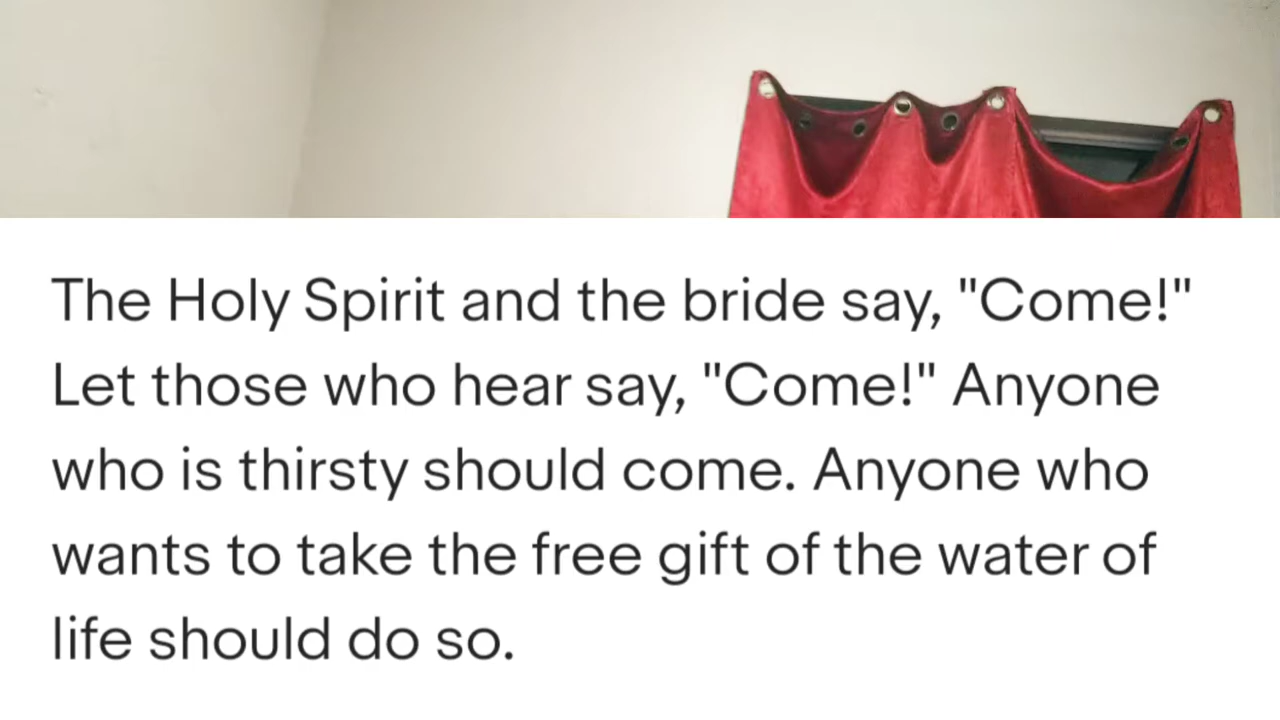 The Holy Spirit and the bride say, "Come!"
Let those who hear say, "Come!" Anyone
who is thirsty should come. Anyone who
wants to take the free gift of the water of
life should do so.